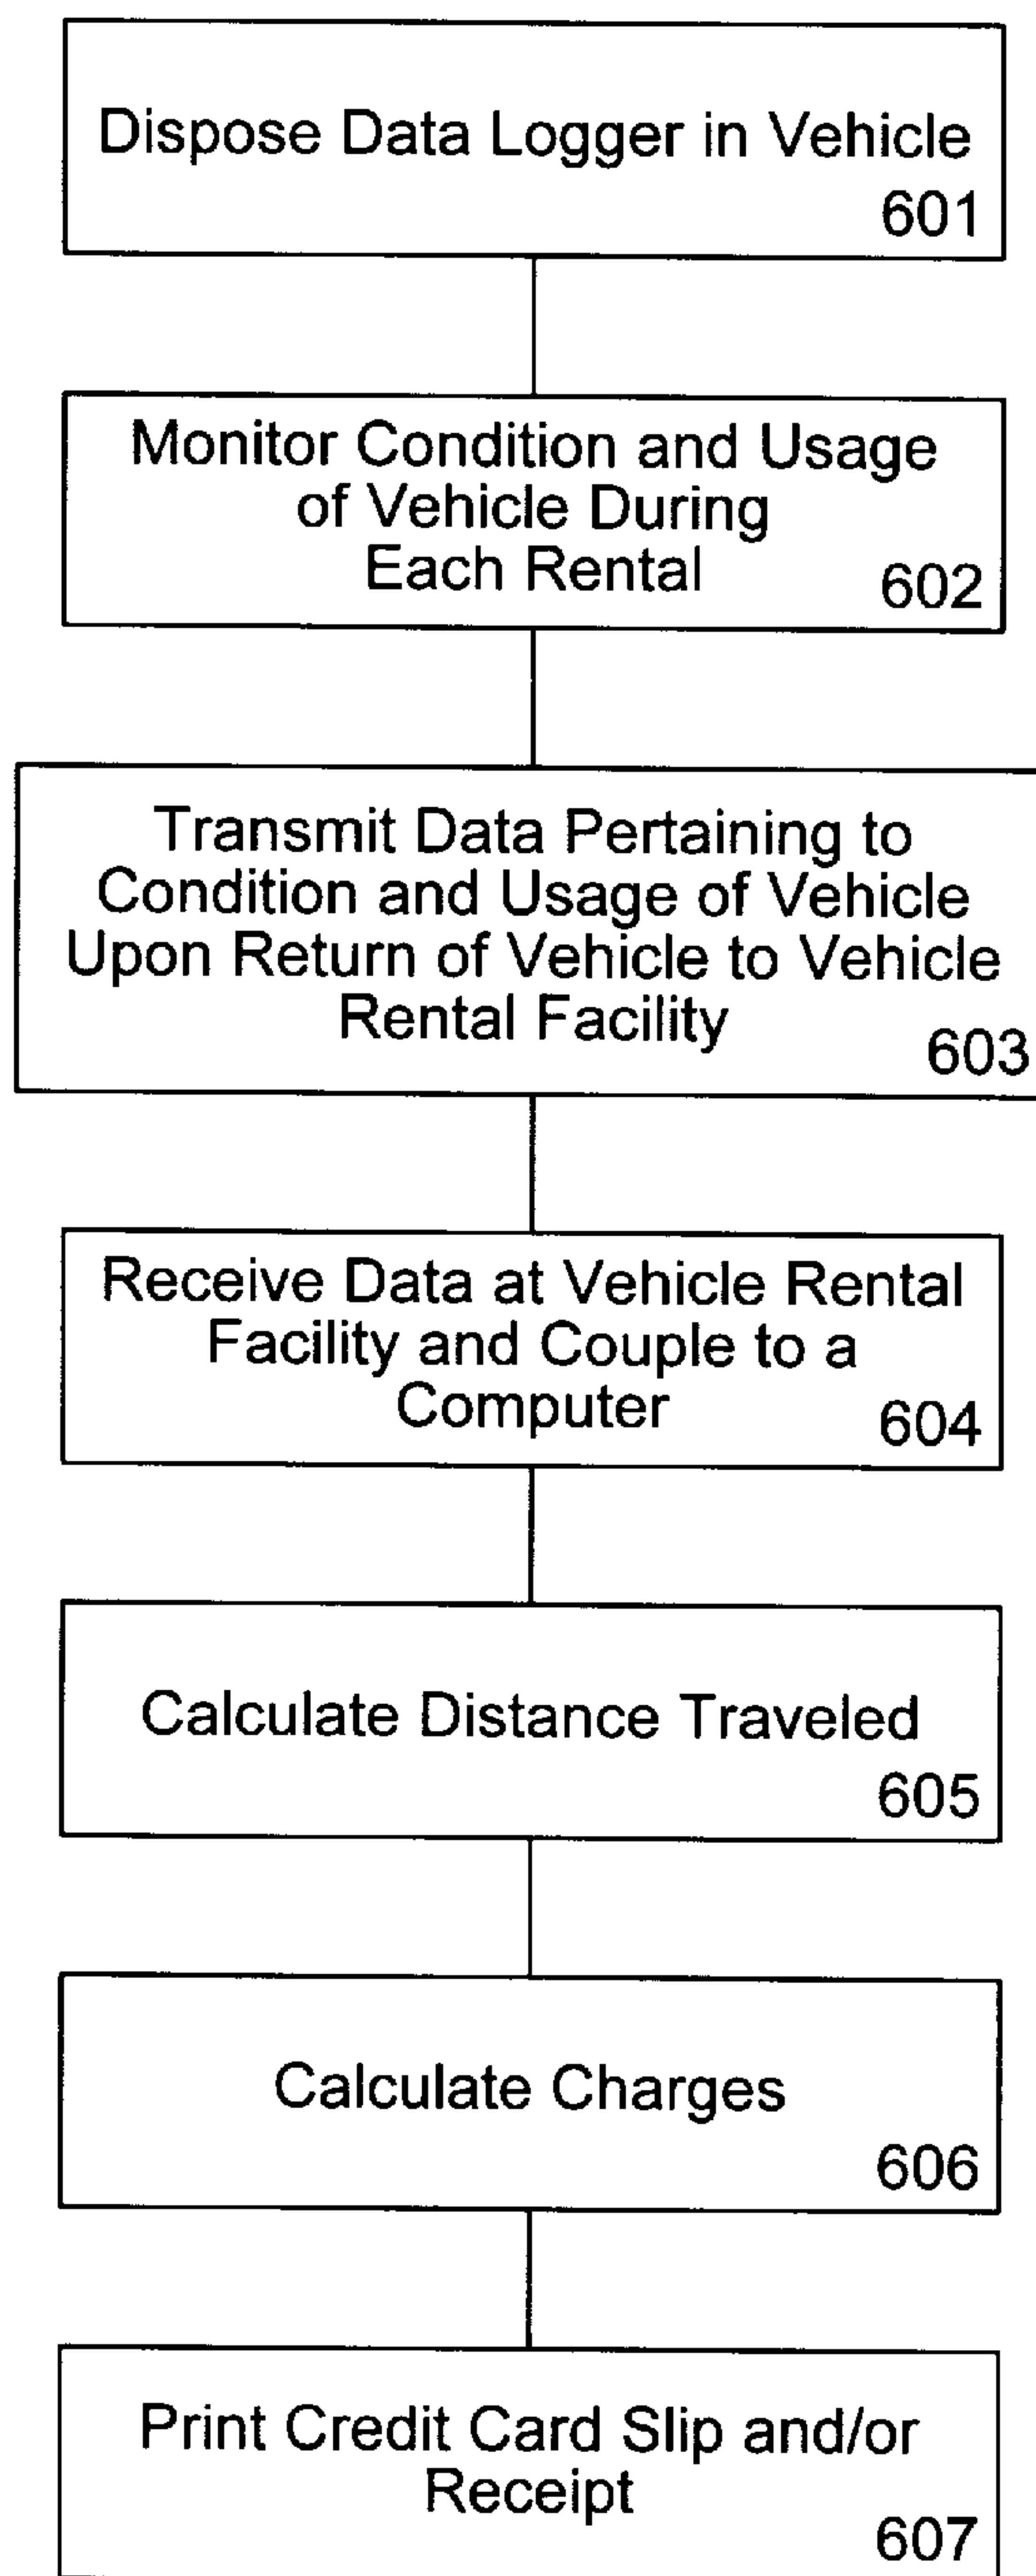 Dispose Data Logger in Vehicle
601
Monitor Condition and Usage
of Vehicle During
Each Rental
602
Transmit Data Pertaining to
Condition and Usage of Vehicle
Upon Return of Vehicle to Vehicle
Rental Facility
603
Receive Data at Vehicle Rental
Facility and Couple to a
Computer
604
Calculate Distance Traveled
605
Calculate Charges
606
Print Credit Card Slip and/or
Receipt
607